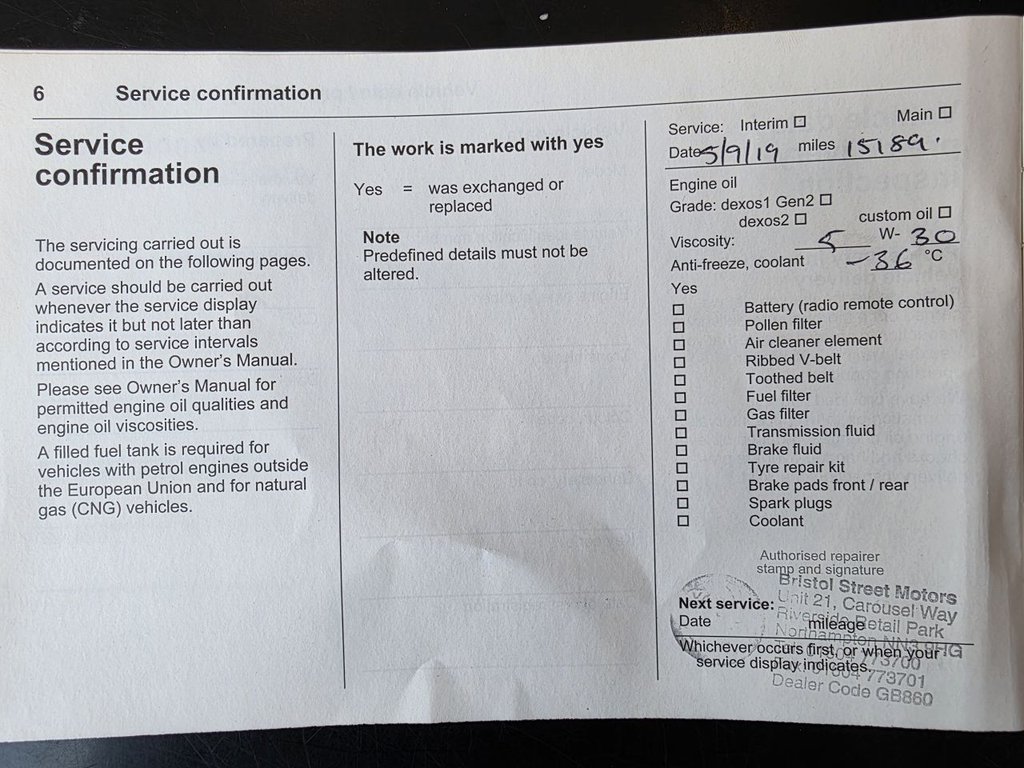 6 Service confirmation
Service
confirmation
The servicing carried out is
documented on the following pages.
A service should be carried out
whenever the service display
indicates it but not later than
according to service intervals
mentioned in the Owner's Manual.
Please see Owner's Manual for
permitted engine oil qualities and
engine oil viscosities.
A filled fuel tank is required for
vehicles with petrol engines outside
the European Union and for natural
gas (CNG) vehicles.
The work is marked with yes
Yes = was exchanged or
replaced
Note
Predefined details must not be
altered.
Service: Interim ☐ Main ☐
Date 5/9/19 miles 15189.
Engine oil
Grade: dexos1 Gen2 ☐
dexos2 ☐ custom oil ☐
Viscosity: 5 W- 30
Anti-freeze, coolant -36 °C
Yes
☐ Battery (radio remote control)
☐ Pollen filter
☐ Air cleaner element
☐ Ribbed V-belt
☐ Toothed belt
☐ Fuel filter
☐ Gas filter
☐ Transmission fluid
☐ Brake fluid
☐ Tyre repair kit
☐ Brake pads front / rear
☐ Spark plugs
☐ Coolant
Authorised repairer
stamp and signature
Bristol Street Motors
Unit 21, Carousel Way
Riverside Retail Park
Northampton NN3 9HG
773700
773701
Dealer Code GB860
Next service:
Date mileage
Whichever occurs first, or when your
service display indicates.